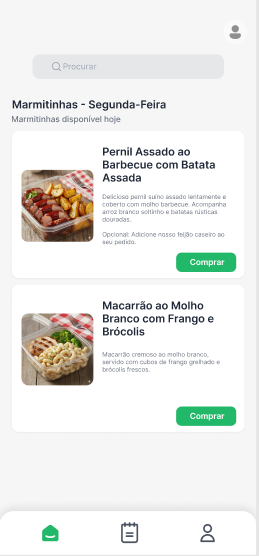 Procurar
Marmitinhas - Segunda-Feira
Marmitinhas disponível hoje
Pernil Assado ao
Barbecue com Batata
Assada
Delicioso pernil suíno assado lentamente e
coberto com molho barbecue. Acompanha
arroz branco soltinho e batatas rústicas
douradas.
Opcional: Adicione nosso feijão caseiro ao
seu pedido.
Comprar
Macarrão ao Molho
Branco com Frango e
Brócolis
Macarrão cremoso ao molho branco,
servido com cubos de frango grelhado e
brócolis frescos.
Comprar